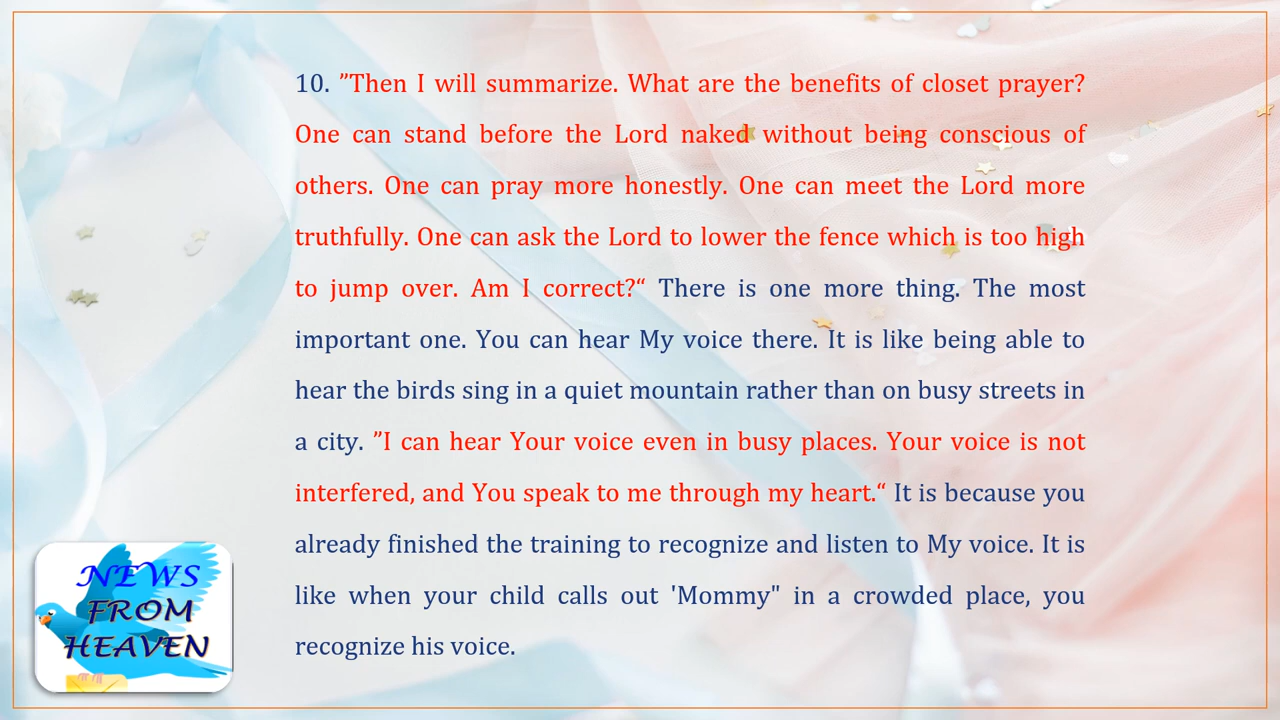 10. ”Then I will summarize. What are the benefits of closet prayer?
One can stand before the Lord naked without being conscious of
others. One can pray more honestly. One can meet the Lord more
truthfully. One can ask the Lord to lower the fence which is too high
to jump over. Am I correct?“ There is one more thing. The most
important one. You can hear My voice there. It is like being able to
hear the birds sing in a quiet mountain rather than on busy streets in
a city. ”I can hear Your voice even in busy places. Your voice is not
interfered, and You speak to me through my heart.“ It is because you
already finished the training to recognize and listen to My voice. It is
like when your child calls out 'Mommy" in a crowded place, you
recognize his voice.
NEWS
FROM
HEAVEN